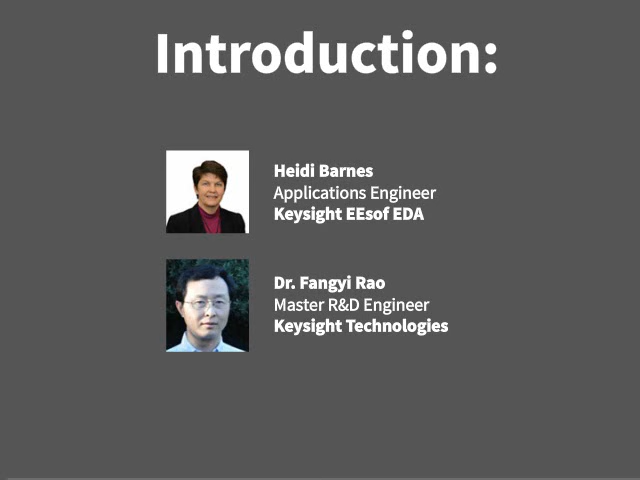 Introduction:
Heidi Barnes
Applications Engineer
Keysight EEsof EDA
Dr. Fangyi Rao
Master R&D Engineer
Keysight Technologies